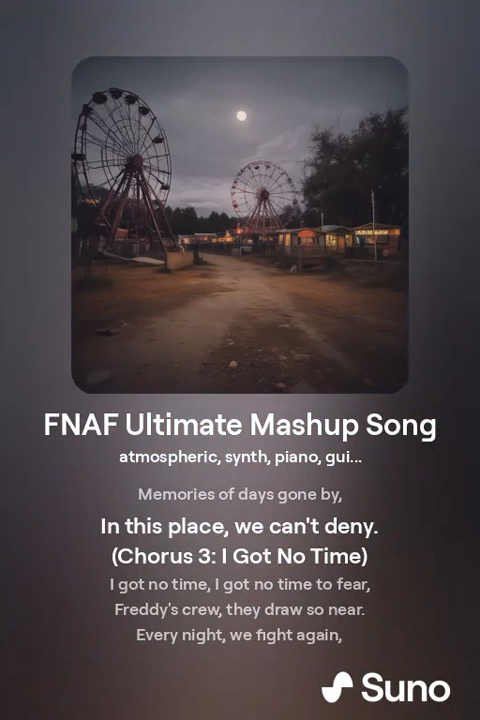 FNAF Ultimate Mashup Song
atmospheric, synth, piano, gui...
Memories of days gone by,
In this place, we can't deny.
(Chorus 3: I Got No Time)
I got no time, I got no time to fear,
Freddy's crew, they draw so near.
Every night, we fight again,
Suno